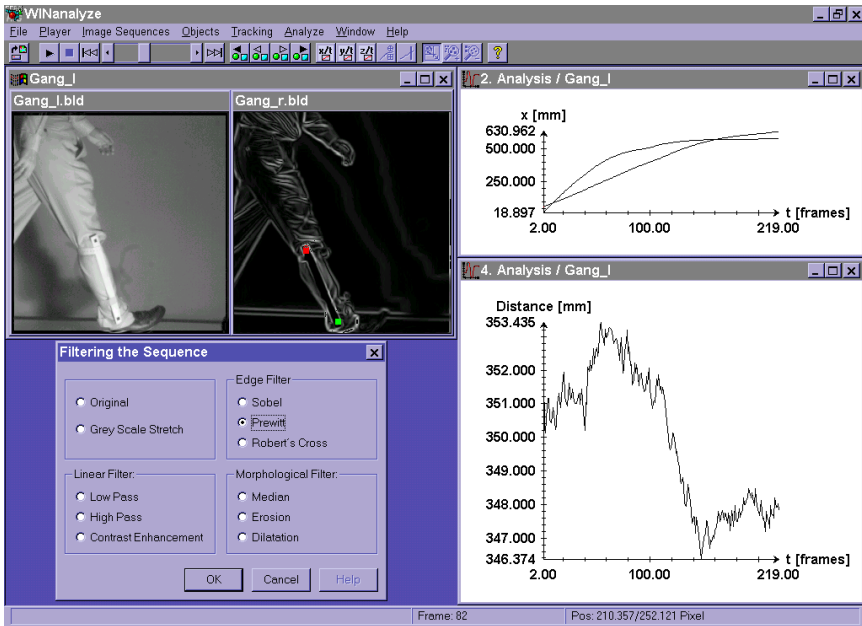 WINanalyze
File Player Image Sequences Objects Tracking Analyze Window Help
x/t y/t z/t
Gang_l
Gang_l.bld Gang_r.bld
2. Analysis / Gang_l
x [mm]
630.962
500.000
250.000
18.897
t [frames]
2.00 100.00 219.00
4. Analysis / Gang_l
Distance [mm]
353.435
352.000
351.000
350.000
349.000
348.000
347.000
346.374
t [frames]
2.00 100.00 219.00
Filtering the Sequence
Original
Grey Scale Stretch
Edge Filter
Sobel
Prewitt
Robert´s Cross
Linear Filter:
Low Pass
High Pass
Contrast Enhancement
Morphological Filter:
Median
Erosion
Dilatation
OK Cancel Help
Frame: 82 Pos: 210.357/252.121 Pixel